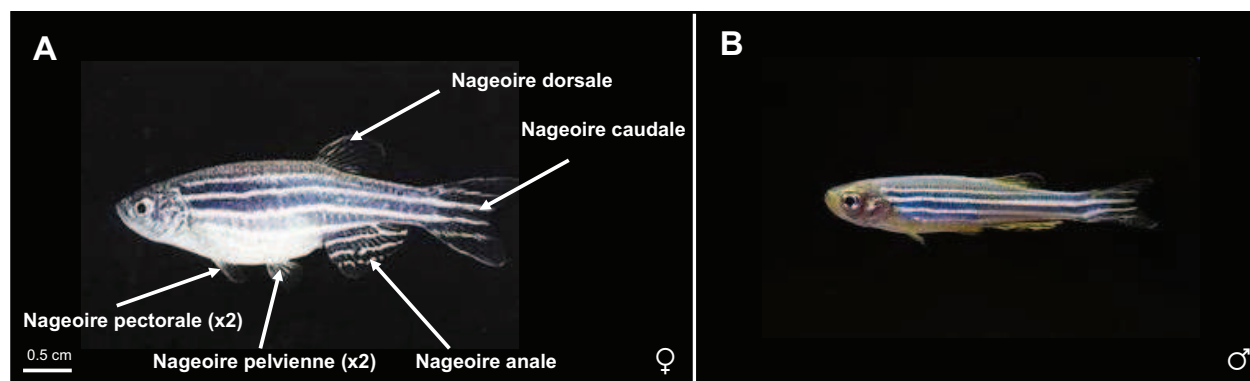 A
B
Nageoire dorsale
Nageoire caudale
Nageoire pectorale (x2)
0.5 cm
Nageoire pelvienne (x2)
Nageoire anale
♀
♂